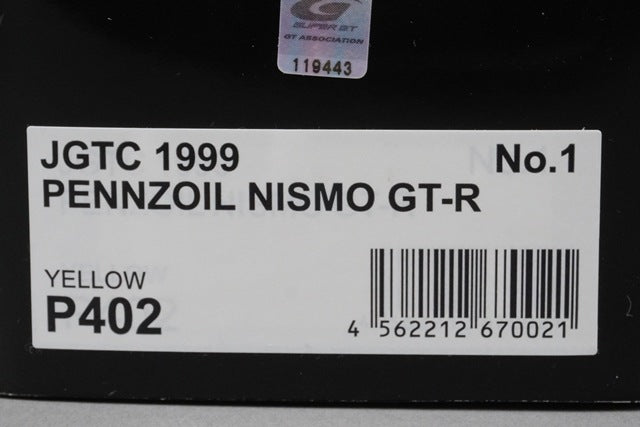 SUPER GT
GT ASSOCIATION
119443
JGTC 1999 No.1
PENNZOIL NISMO GT-R
YELLOW
P402
4 562212 670021